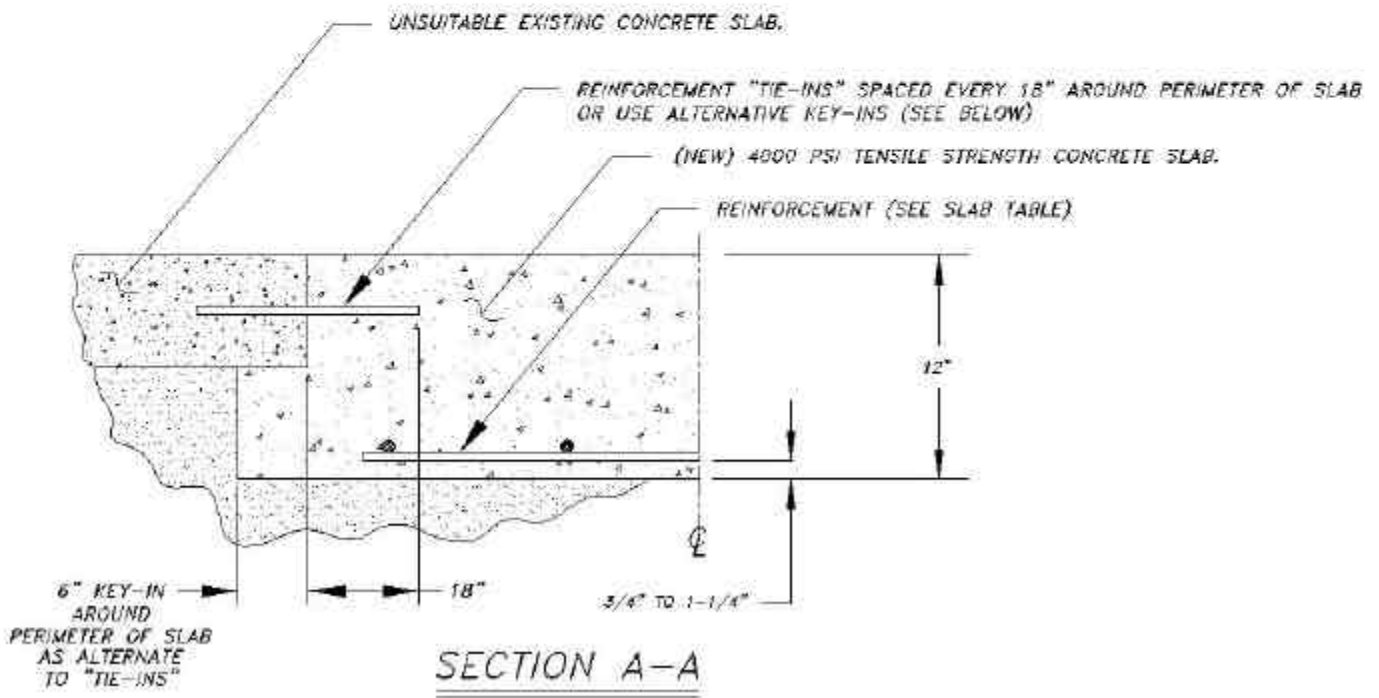 UNSUITABLE EXISTING CONCRETE SLAB.
REINFORCEMENT "TIE-INS" SPACED EVERY 18" AROUND PERIMETER OF SLAB
OR USE ALTERNATIVE KEY-INS (SEE BELOW)
(NEW) 4000 PSI TENSILE STRENGTH CONCRETE SLAB.
REINFORCEMENT (SEE SLAB TABLE)
12"
℄
6" KEY-IN
AROUND
PERIMETER OF SLAB
AS ALTERNATE
TO "TIE-INS"
18"
3/4" TO 1-1/4"
SECTION A-A